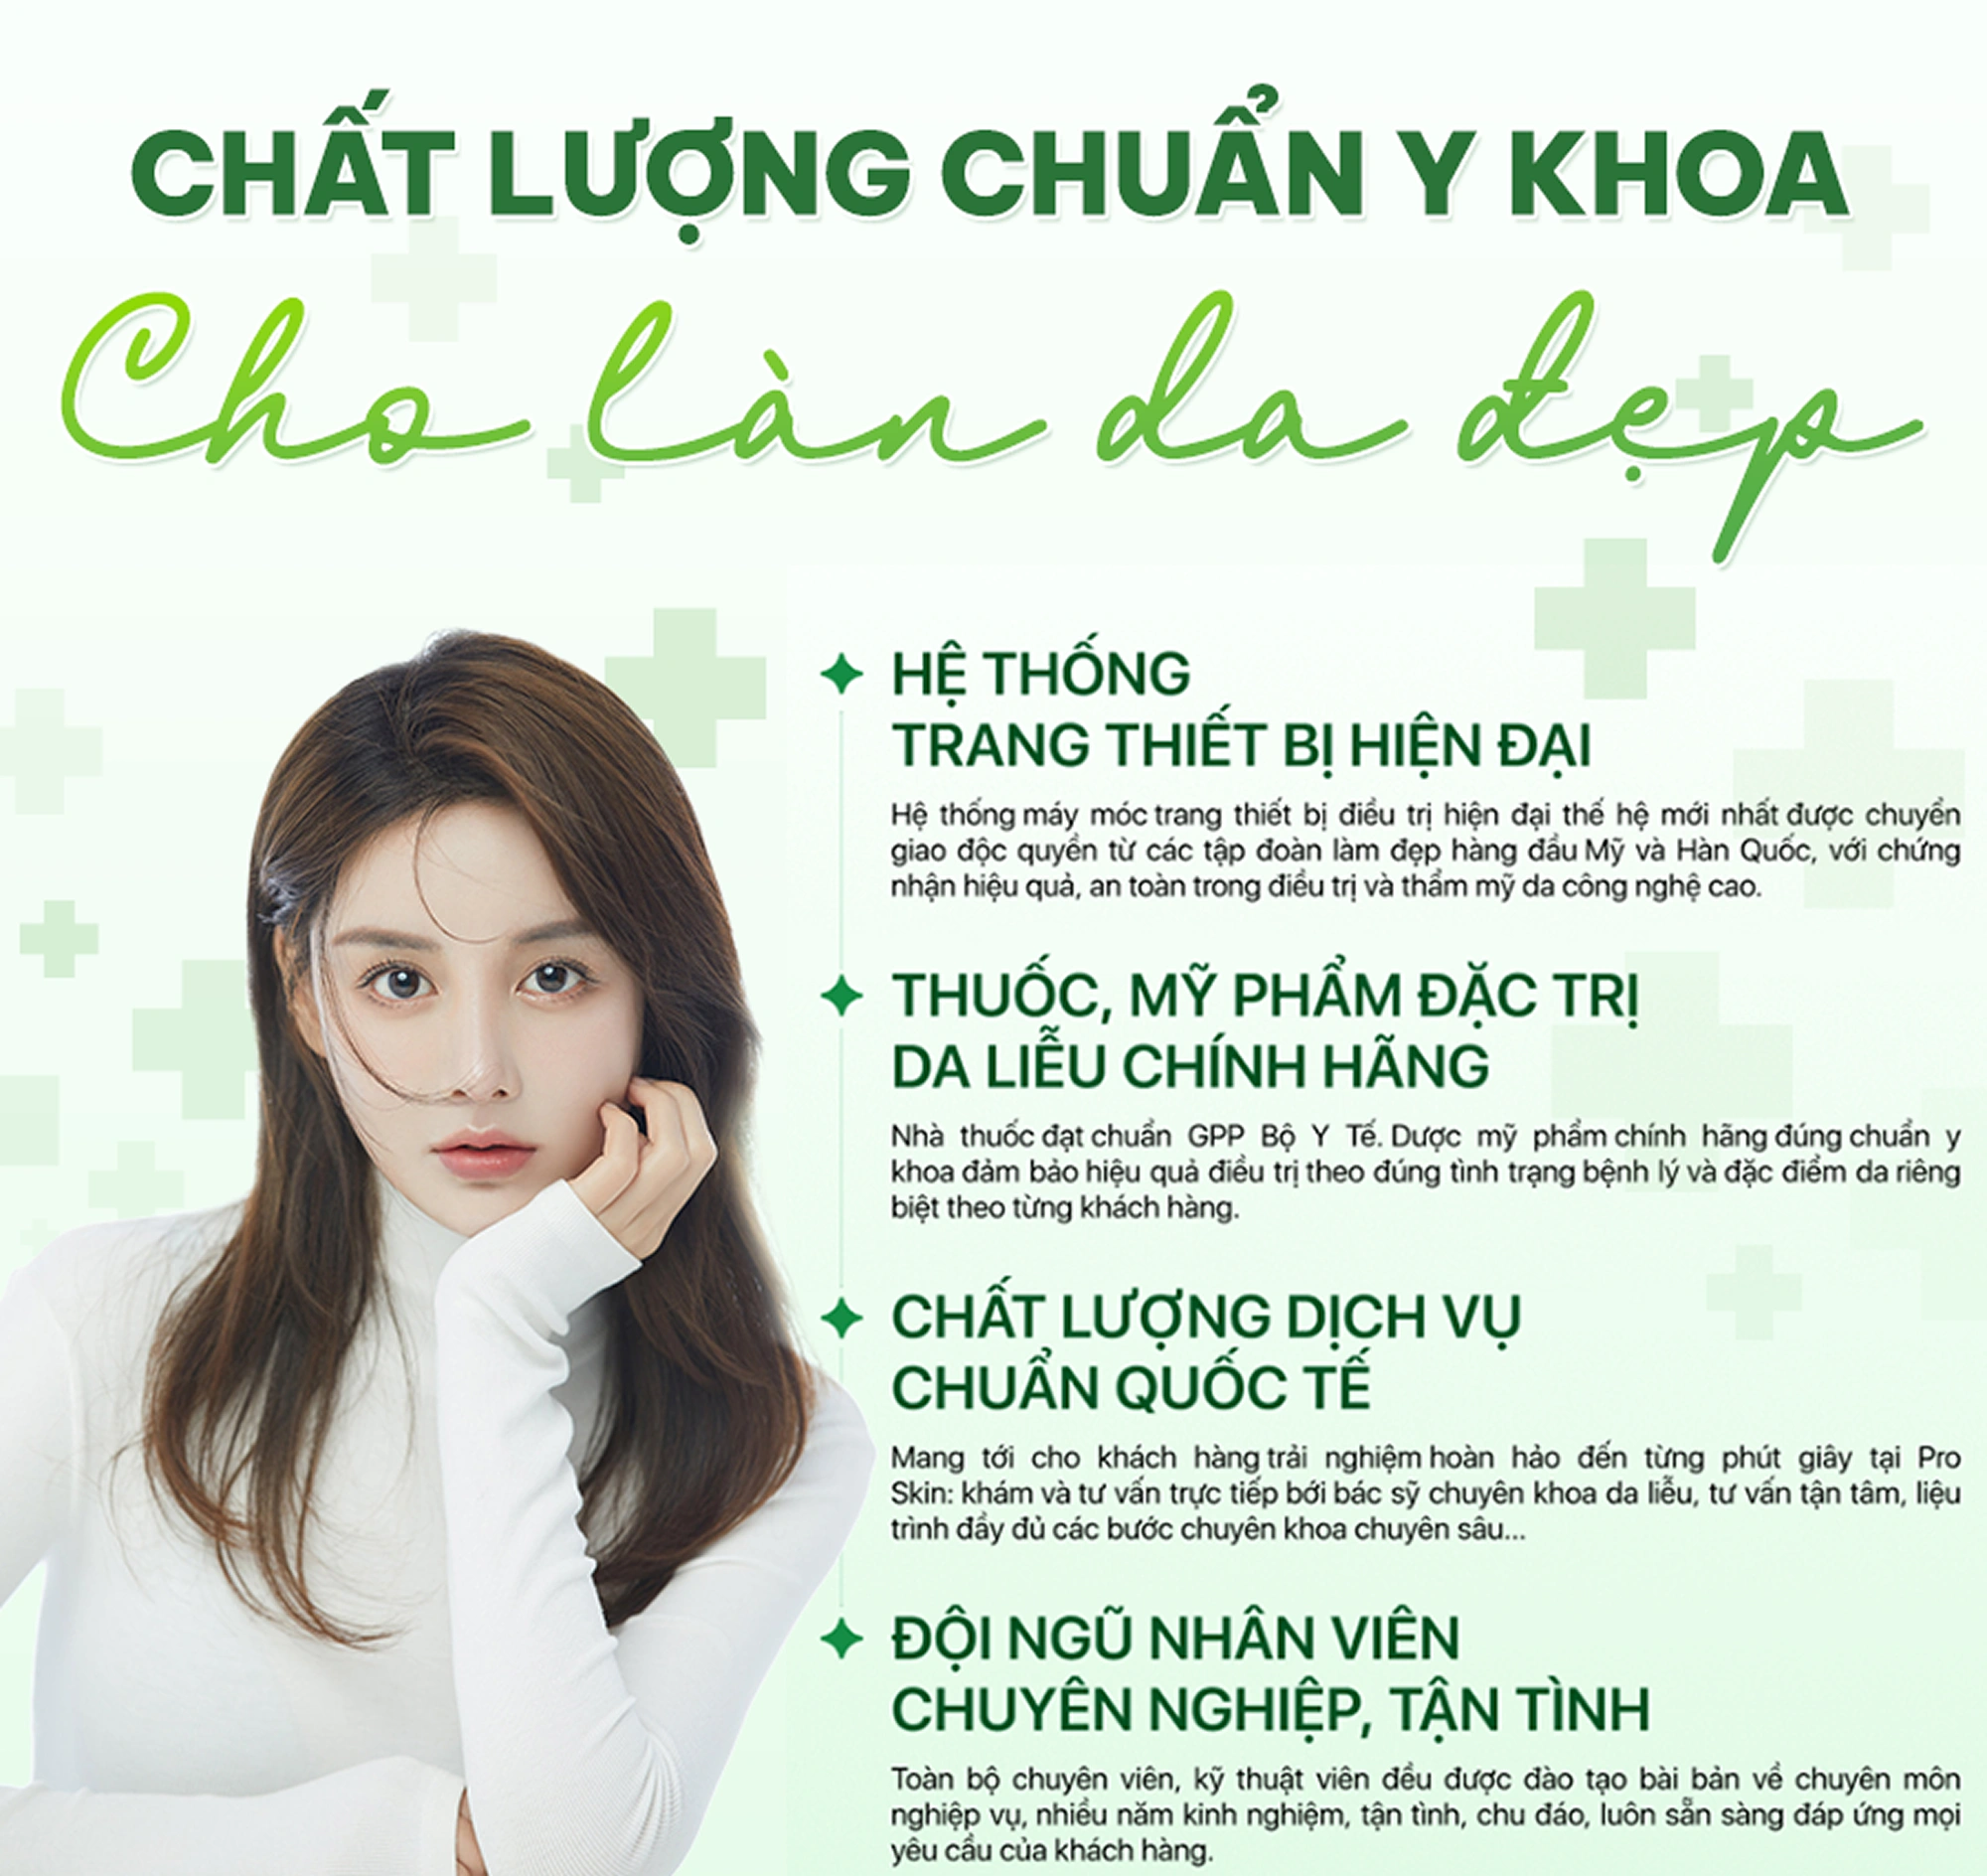 CHẤT LƯỢNG CHUẨN Y KHOA
Cho làn da đẹp
HỆ THỐNG
TRANG THIẾT BỊ HIỆN ĐẠI
Hệ thống máy móc trang thiết bị điều trị hiện đại thế hệ mới nhất được chuyển
giao độc quyền từ các tập đoàn làm đẹp hàng đầu Mỹ và Hàn Quốc, với chứng
nhận hiệu quả, an toàn trong điều trị và thẩm mỹ da công nghệ cao.
THUỐC, MỸ PHẨM ĐẶC TRỊ
DA LIỄU CHÍNH HÃNG
Nhà thuốc đạt chuẩn GPP Bộ Y Tế. Dược mỹ phẩm chính hãng đúng chuẩn y
khoa đảm bảo hiệu quả điều trị theo đúng tình trạng bệnh lý và đặc điểm da riêng
biệt theo từng khách hàng.
CHẤT LƯỢNG DỊCH VỤ
CHUẨN QUỐC TẾ
Mang tới cho khách hàng trải nghiệm hoàn hảo đến từng phút giây tại Pro
Skin: khám và tư vấn trực tiếp bới bác sỹ chuyên khoa da liễu, tư vấn tận tâm, liệu
trình đầy đủ các bước chuyên khoa chuyên sâu...
ĐỘI NGŨ NHÂN VIÊN
CHUYÊN NGHIỆP, TẬN TÌNH
Toàn bộ chuyên viên, kỹ thuật viên đều được đào tạo bài bản về chuyên môn
nghiệp vụ, nhiều năm kinh nghiệm, tận tình, chu đáo, luôn sẵn sàng đáp ứng mọi
yêu cầu của khách hàng.